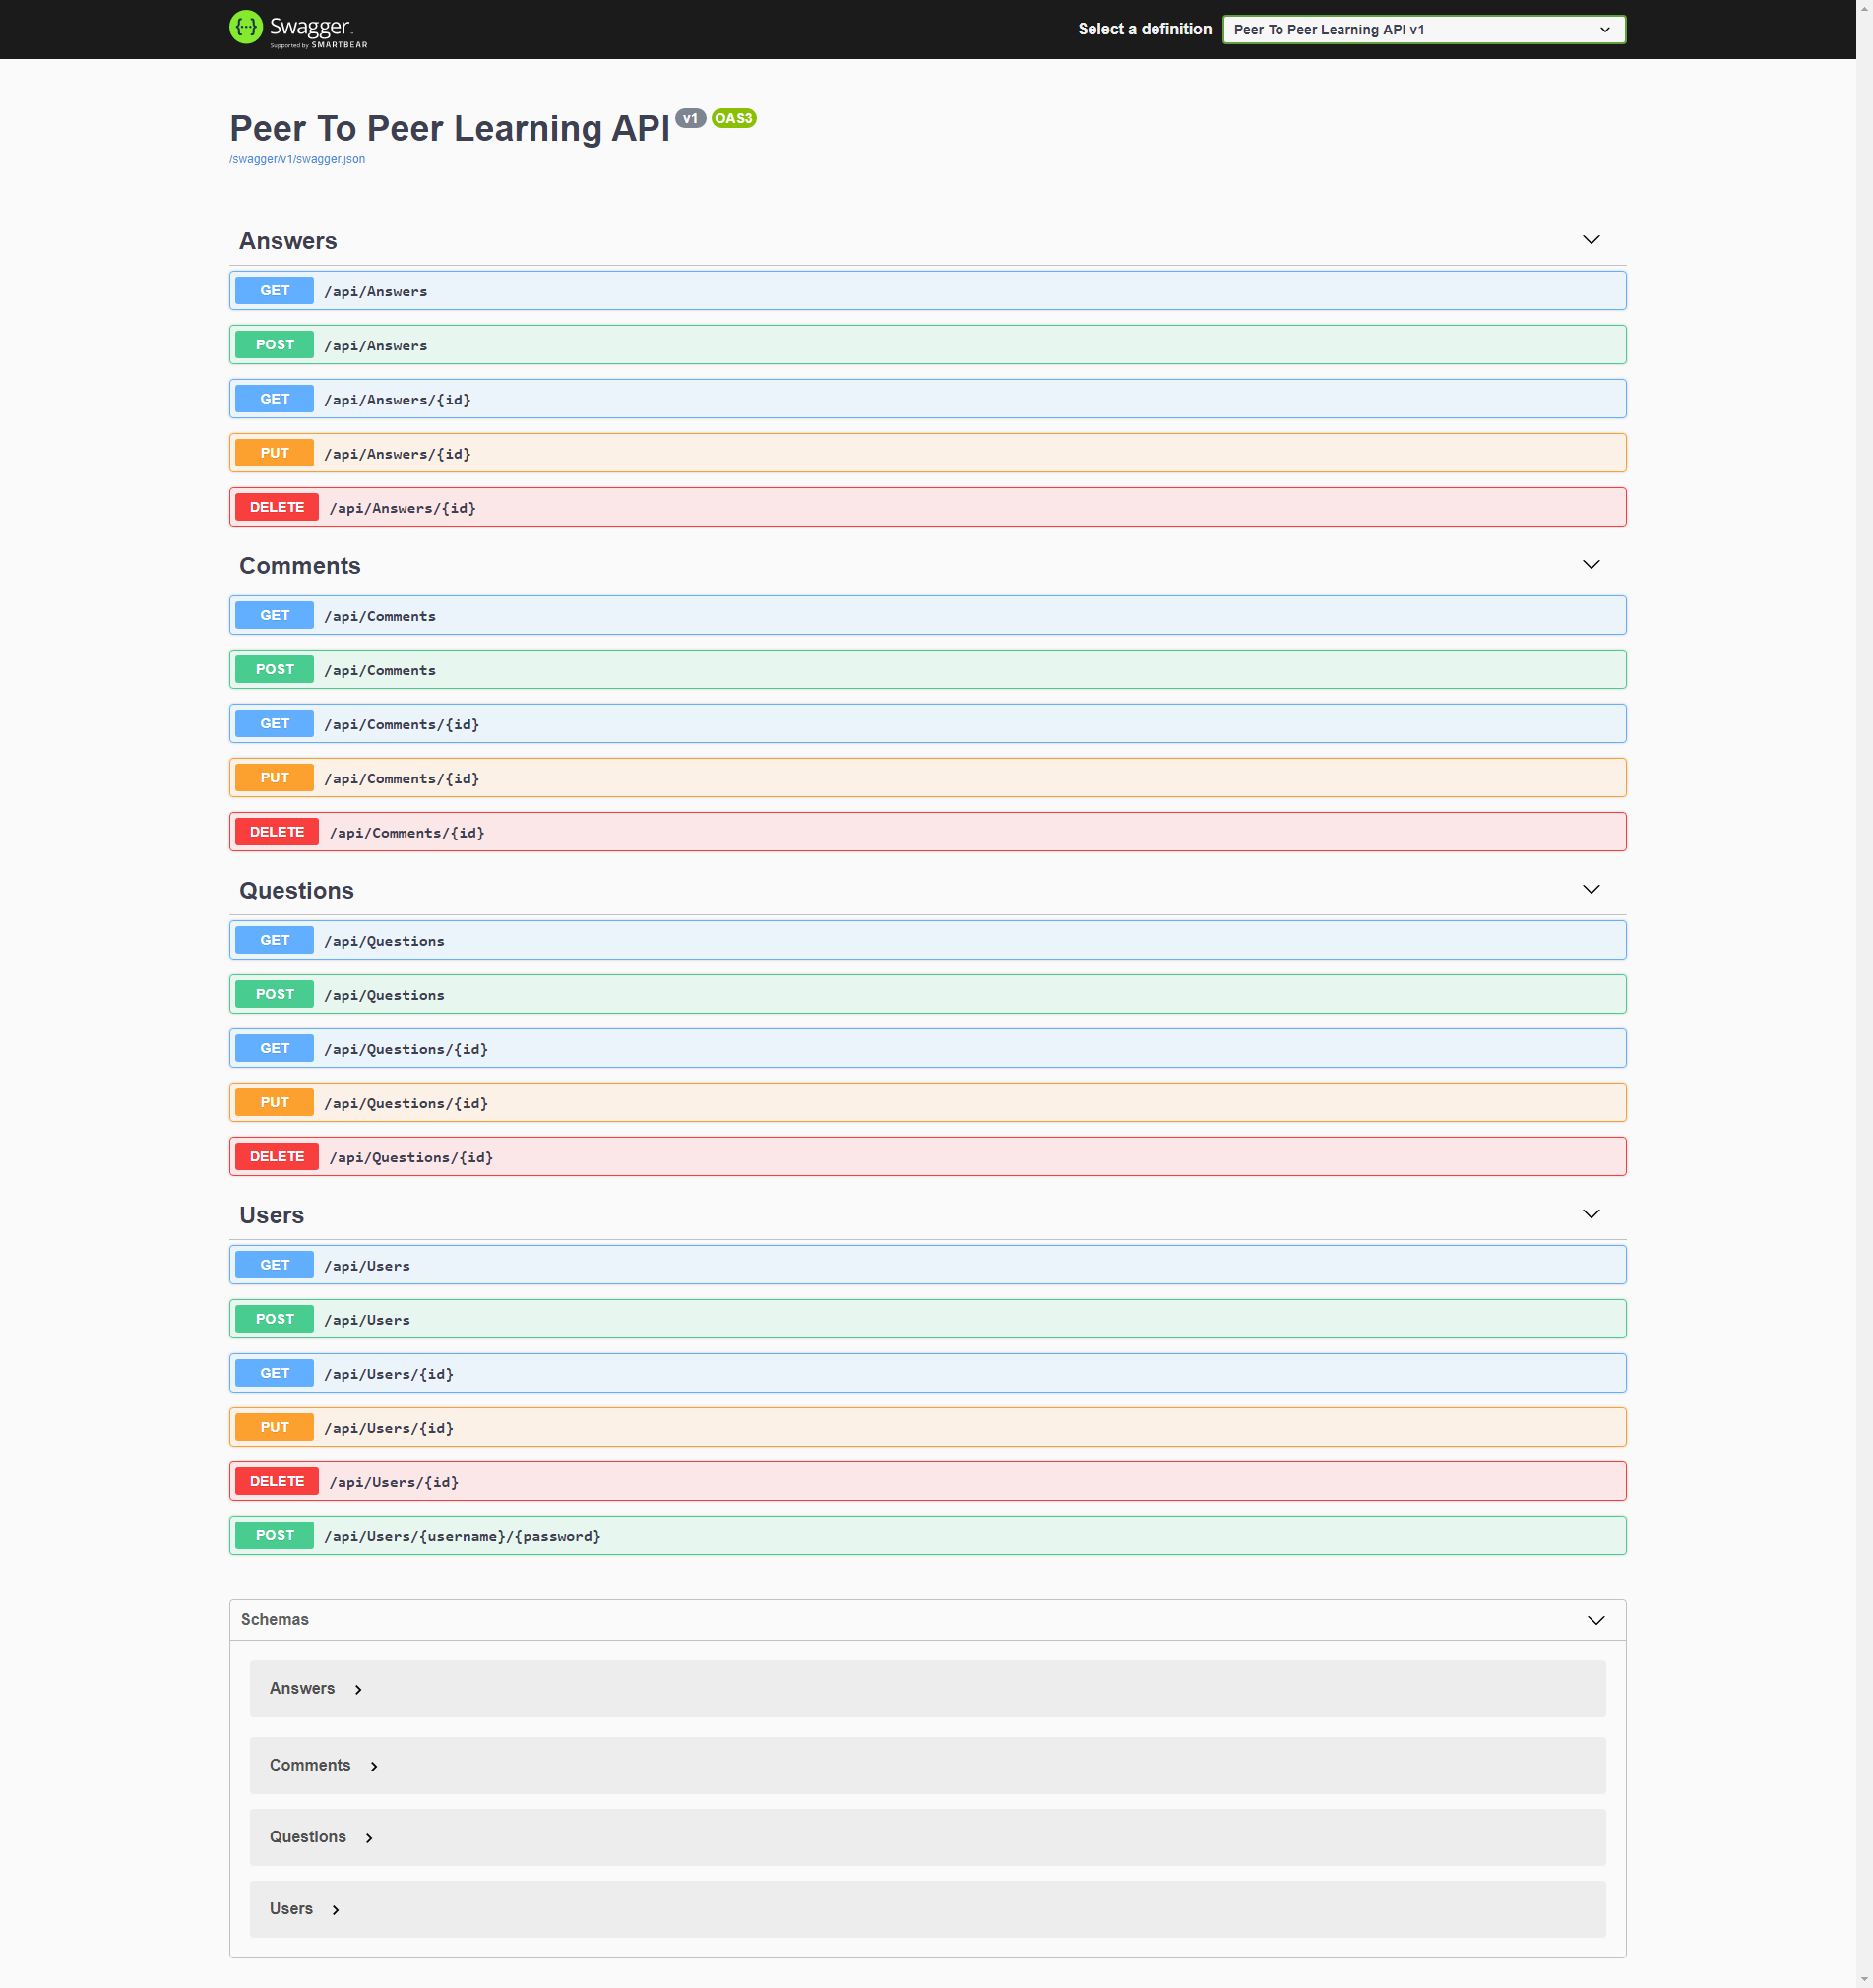 Swagger
Supported by SMARTBEAR
Select a definition
Peer To Peer Learning API v1
Peer To Peer Learning API v1 OAS3
/swagger/v1/swagger.json
Answers
GET /api/Answers
POST /api/Answers
GET /api/Answers/{id}
PUT /api/Answers/{id}
DELETE /api/Answers/{id}
Comments
GET /api/Comments
POST /api/Comments
GET /api/Comments/{id}
PUT /api/Comments/{id}
DELETE /api/Comments/{id}
Questions
GET /api/Questions
POST /api/Questions
GET /api/Questions/{id}
PUT /api/Questions/{id}
DELETE /api/Questions/{id}
Users
GET /api/Users
POST /api/Users
GET /api/Users/{id}
PUT /api/Users/{id}
DELETE /api/Users/{id}
POST /api/Users/{username}/{password}
Schemas
Answers
Comments
Questions
Users